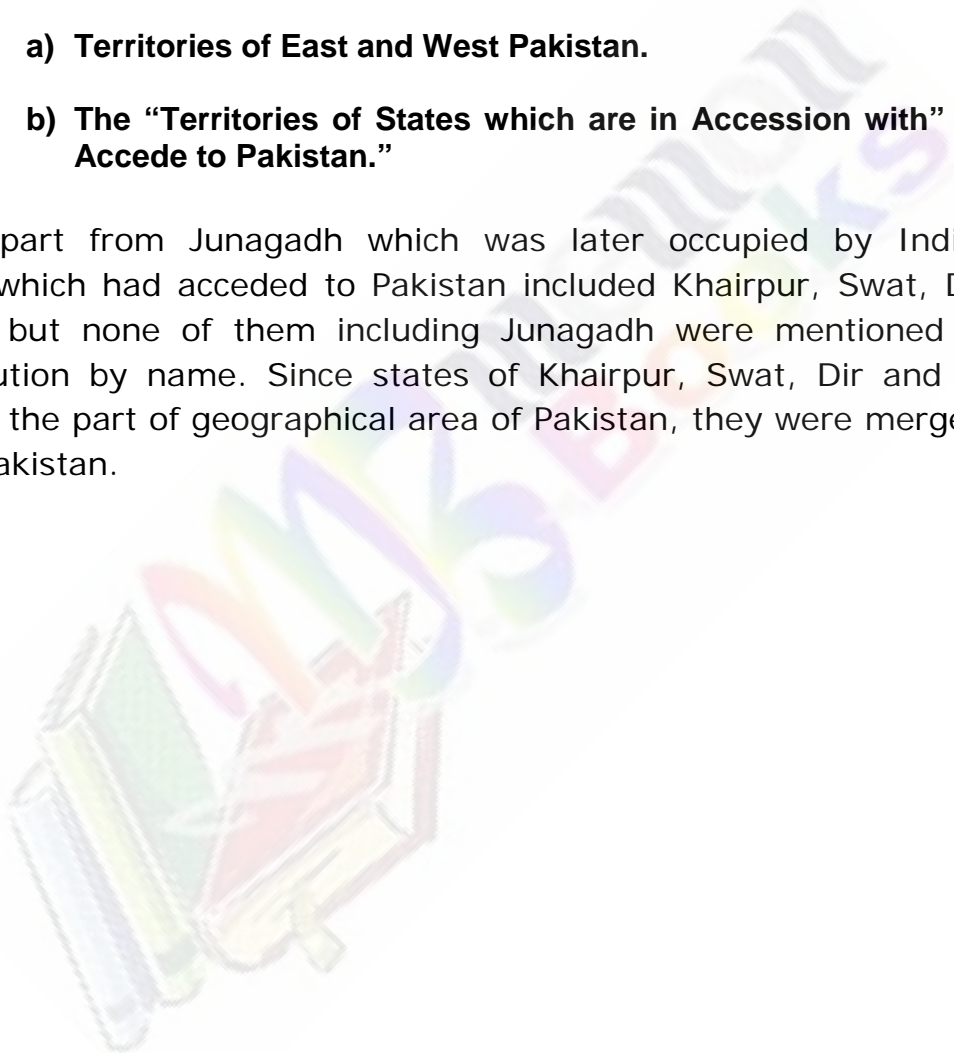 a) Territories of East and West Pakistan.
b) The “Territories of States which are in Accession with”
Accede to Pakistan.”
part from Junagadh which was later occupied by Indi
which had acceded to Pakistan included Khairpur, Swat, D
but none of them including Junagadh were mentioned
ution by name. Since states of Khairpur, Swat, Dir and
the part of geographical area of Pakistan, they were merge
akistan.
Memon
Books